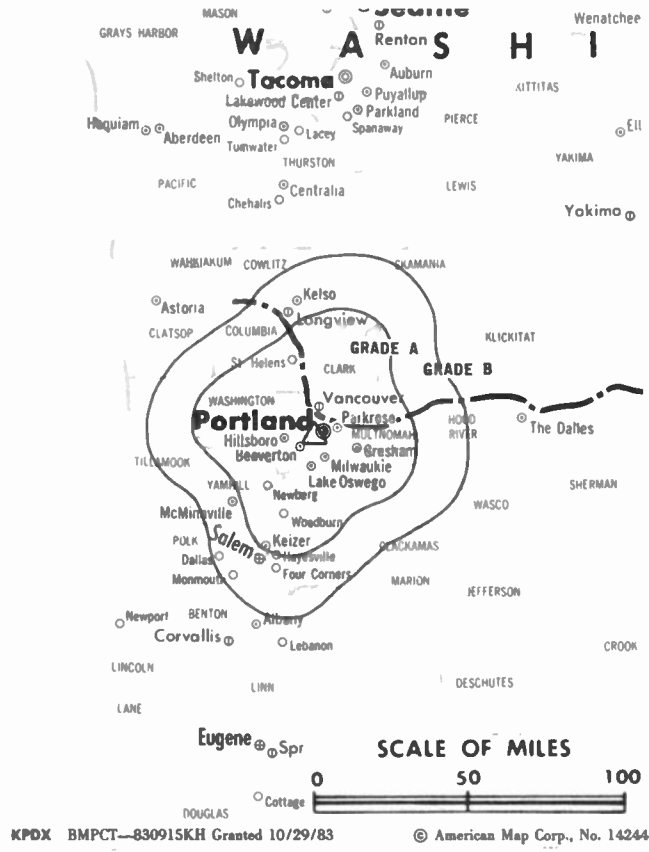 MASON
Seattle
Wenatchee
GRAYS HARBOR
Renton
W A S H I
Shelton
Tacoma
Auburn
Lakewood Center
Puyallup
KITTITAS
Parkland
Hoquiam
Aberdeen
Olympia
Lacey
Spanaway
PIERCE
Ell
Tumwater
THURSTON
YAKIMA
PACIFIC
Centralia
LEWIS
Chehalis
Yakima
WAHKIAKUM
COWLITZ
SKAMANIA
Astoria
Kelso
Longview
CLATSOP
COLUMBIA
KLICKITAT
GRADE A
St Helens
CLARK
GRADE B
WASHINGTON
Vancouver
Portland
Parkrose
HOOD
RIVER
The Dalles
Hillsboro
MULTNOMAH
Beaverton
Gresham
TILLAMOOK
Milwaukie
Lake Oswego
YAMHILL
Newberg
SHERMAN
McMinnville
WASCO
Woodburn
Salem
POLK
Keizer
CLACKAMAS
Dallas
Hayesville
Four Corners
Monmouth
MARION
JEFFERSON
Newport
BENTON
Albany
Corvallis
Lebanon
CROOK
LINCOLN
LINN
DESCHUTES
LANE
Eugene
Spr
SCALE OF MILES
0 50 100
Cottage
DOUGLAS
KPDX BMPCT—830915KH Granted 10/29/83
© American Map Corp., No. 14244